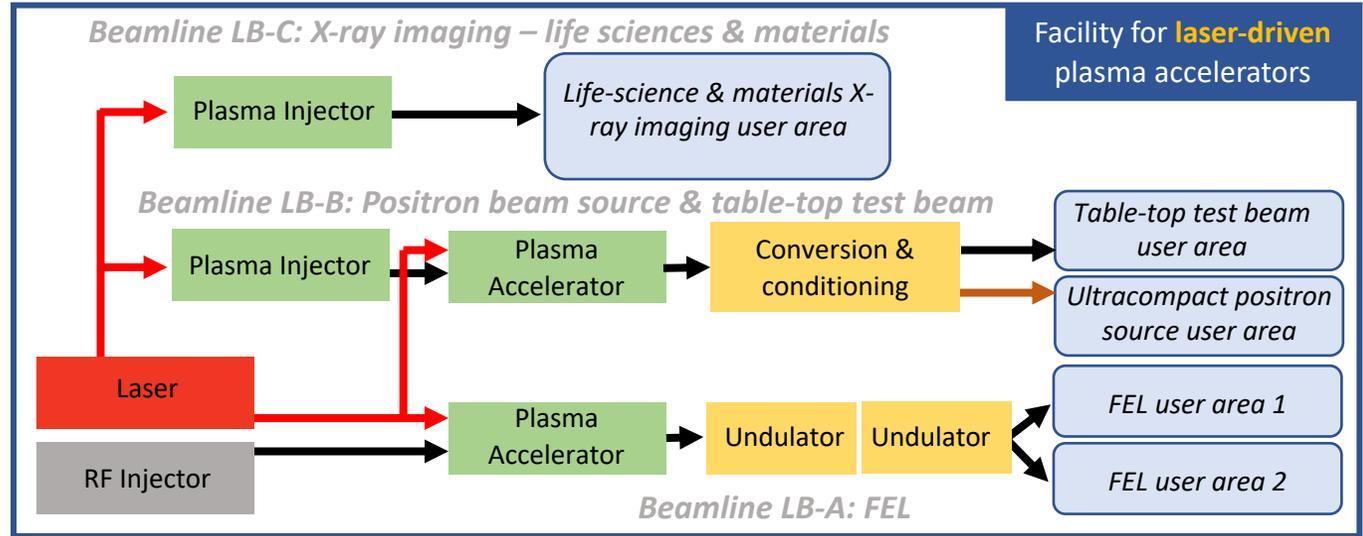 Beamline LB-C: X-ray imaging – life sciences & materials
Facility for laser-driven
plasma accelerators
Plasma Injector
Life-science & materials X-
ray imaging user area
Beamline LB-B: Positron beam source & table-top test beam
Plasma Injector
Plasma
Accelerator
Conversion &
conditioning
Table-top test beam
user area
Ultracompact positron
source user area
Laser
RF Injector
Plasma
Accelerator
Undulator
Undulator
FEL user area 1
FEL user area 2
Beamline LB-A: FEL